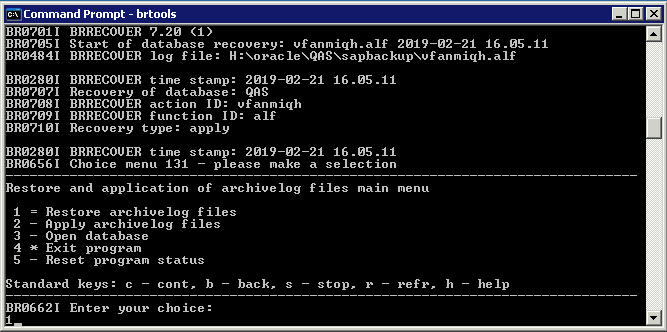 Command Prompt - brtools
BR0701I BRRECOVER 7.20 (1)
BR0705I Start of database recovery: vfanmiqh.alf 2019-02-21 16.05.11
BR0484I BRRECOVER log file: H:\oracle\QAS\sapbackup\vfanmiqh.alf
BR0280I BRRECOVER time stamp: 2019-02-21 16.05.11
BR0707I Recovery of database: QAS
BR0708I BRRECOVER action ID: vfanmiqh
BR0709I BRRECOVER function ID: alf
BR0710I Recovery type: apply
BR0280I BRRECOVER time stamp: 2019-02-21 16.05.11
BR0656I Choice menu 131 - please make a selection
Restore and application of archivelog files main menu
1 = Restore archivelog files
2 - Apply archivelog files
3 - Open database
4 * Exit program
5 - Reset program status
Standard keys: c - cont, b - back, s - stop, r - refr, h - help
BR0662I Enter your choice:
1_